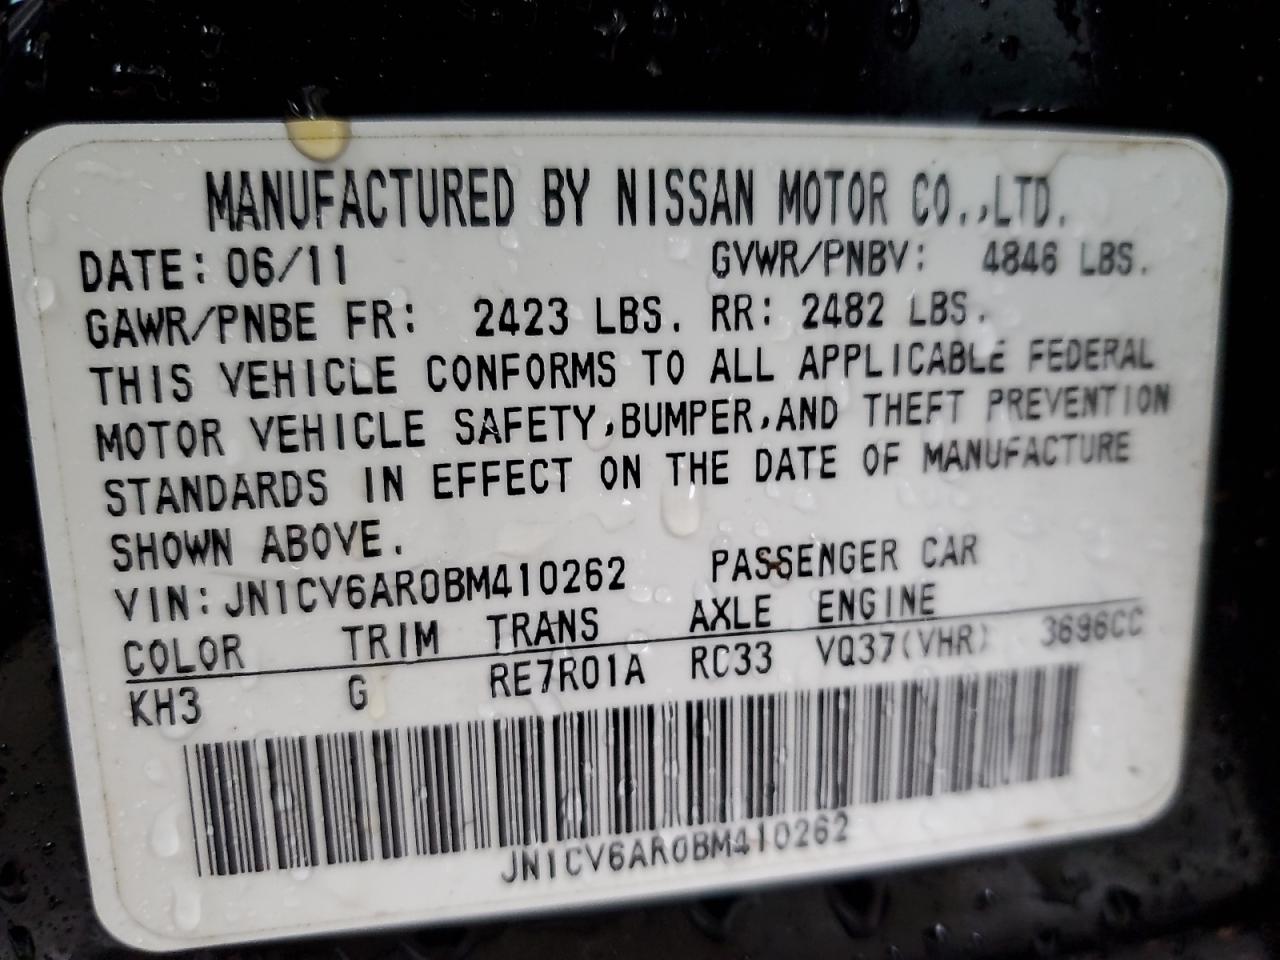 MANUFACTURED BY NISSAN MOTOR CO.,LTD.
DATE: 06/11 GVWR/PNBV: 4846 LBS.
GAWR/PNBE FR: 2423 LBS. RR: 2482 LBS.
THIS VEHICLE CONFORMS TO ALL APPLICABLE FEDERAL
MOTOR VEHICLE SAFETY,BUMPER,AND THEFT PREVENTION
STANDARDS IN EFFECT ON THE DATE OF MANUFACTURE
SHOWN ABOVE.
VIN:JN1CV6AR0BM410262 PASSENGER CAR
COLOR TRIM TRANS AXLE ENGINE
KH3 G RE7R01A RC33 VQ37(VHR) 3696CC
JN1CV6AR0BM410262